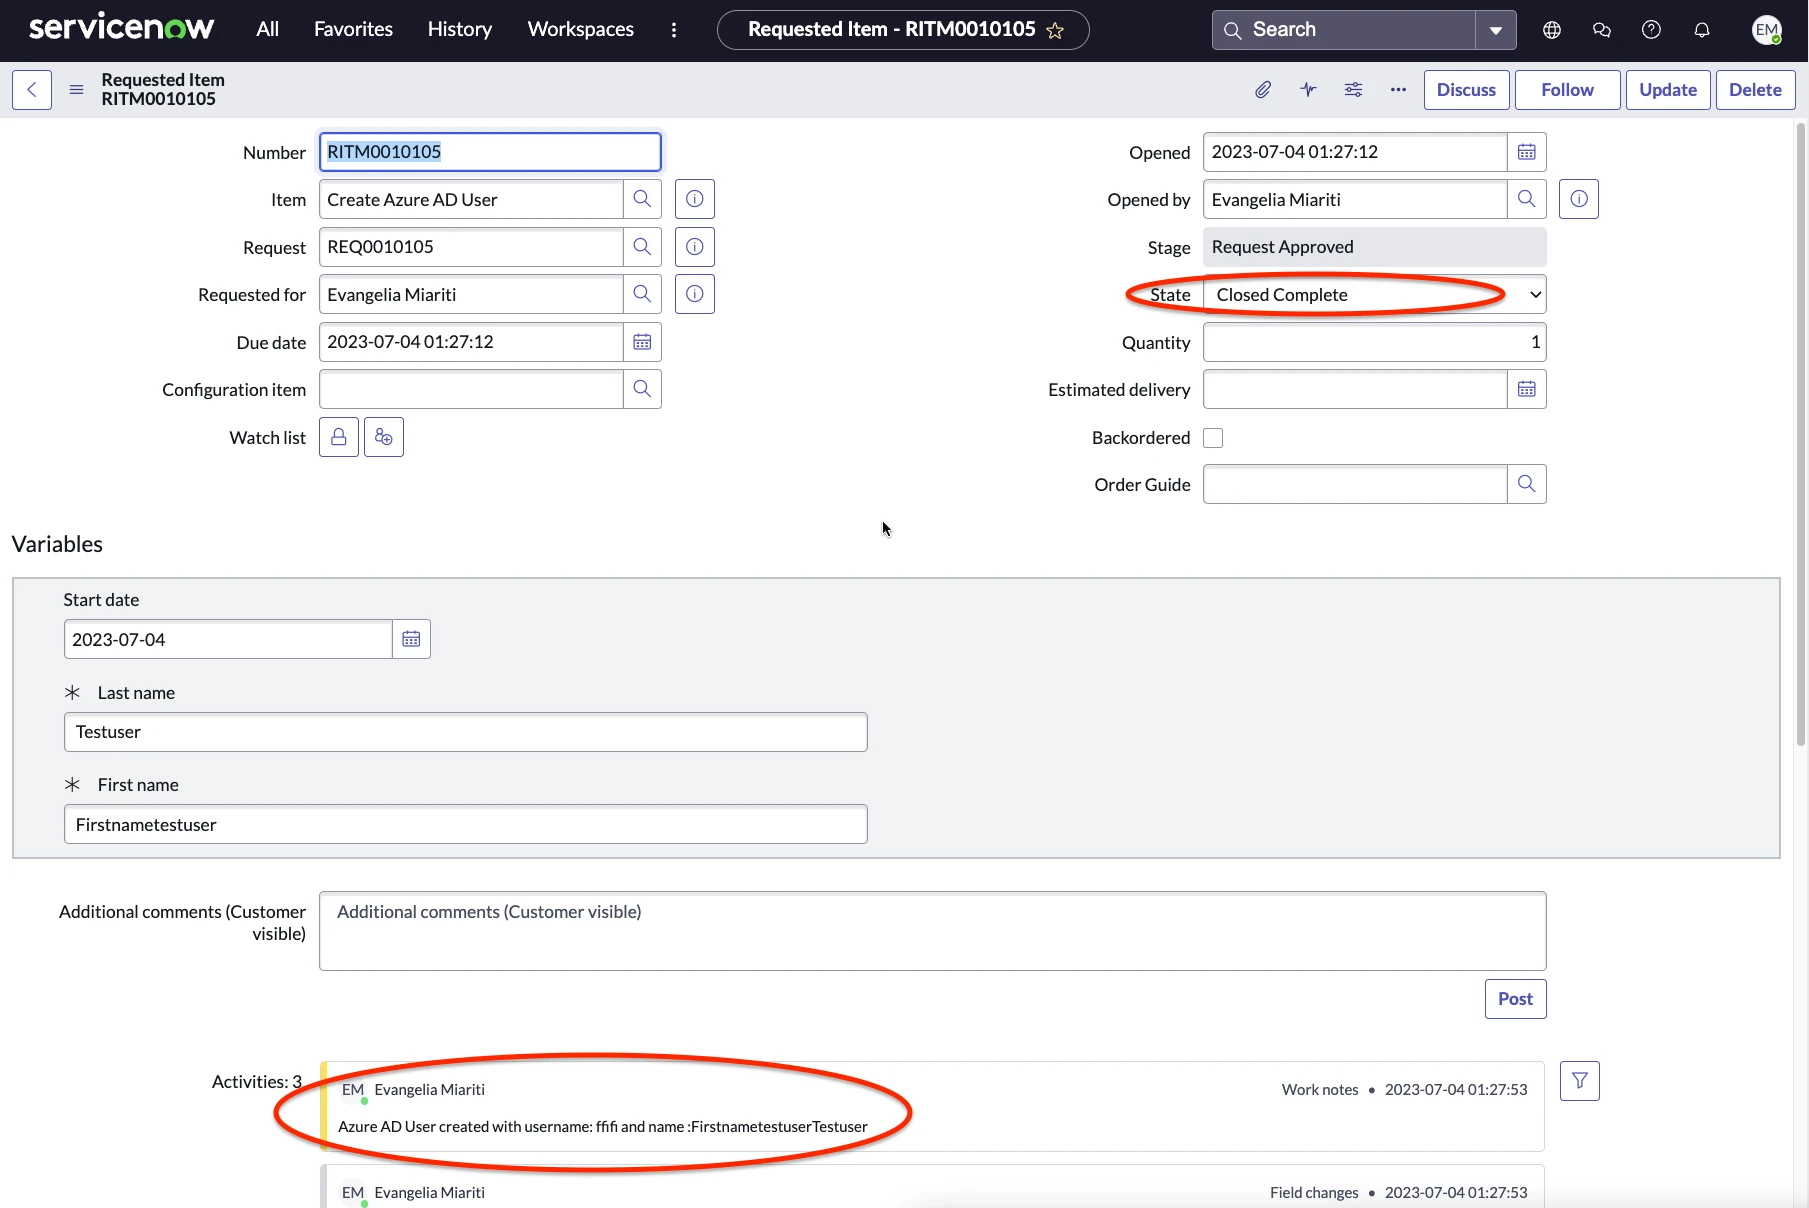 servicenow All Favorites History Workspaces Requested Item - RITM0010105 Search EM
Requested Item
RITM0010105
Discuss Follow Update Delete
Number RITM0010105
Item Create Azure AD User
Request REQ0010105
Requested for Evangelia Miariti
Due date 2023-07-04 01:27:12
Configuration item
Watch list
Opened 2023-07-04 01:27:12
Opened by Evangelia Miariti
Stage Request Approved
State Closed Complete
Quantity 1
Estimated delivery
Backordered
Order Guide
Variables
Start date
2023-07-04
Last name
Testuser
First name
Firstnametestuser
Additional comments (Customer
visible)
Additional comments (Customer visible)
Post
Activities: 3
EM Evangelia Miariti Work notes • 2023-07-04 01:27:53
Azure AD User created with username: ffifi and name :FirstnametestuserTestuser
EM Evangelia Miariti Field changes • 2023-07-04 01:27:53